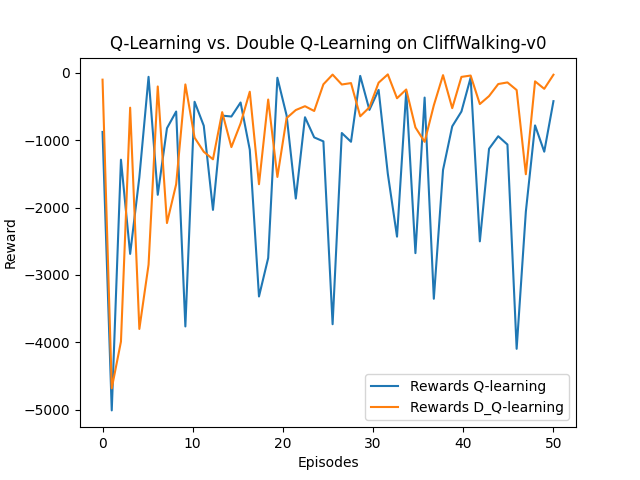 Q-Learning vs. Double Q-Learning on CliffWalking-v0
0
−1000
−2000
−3000
−4000
−5000
Reward
0 10 20 30 40 50
Episodes
Rewards Q-learning
Rewards D_Q-learning